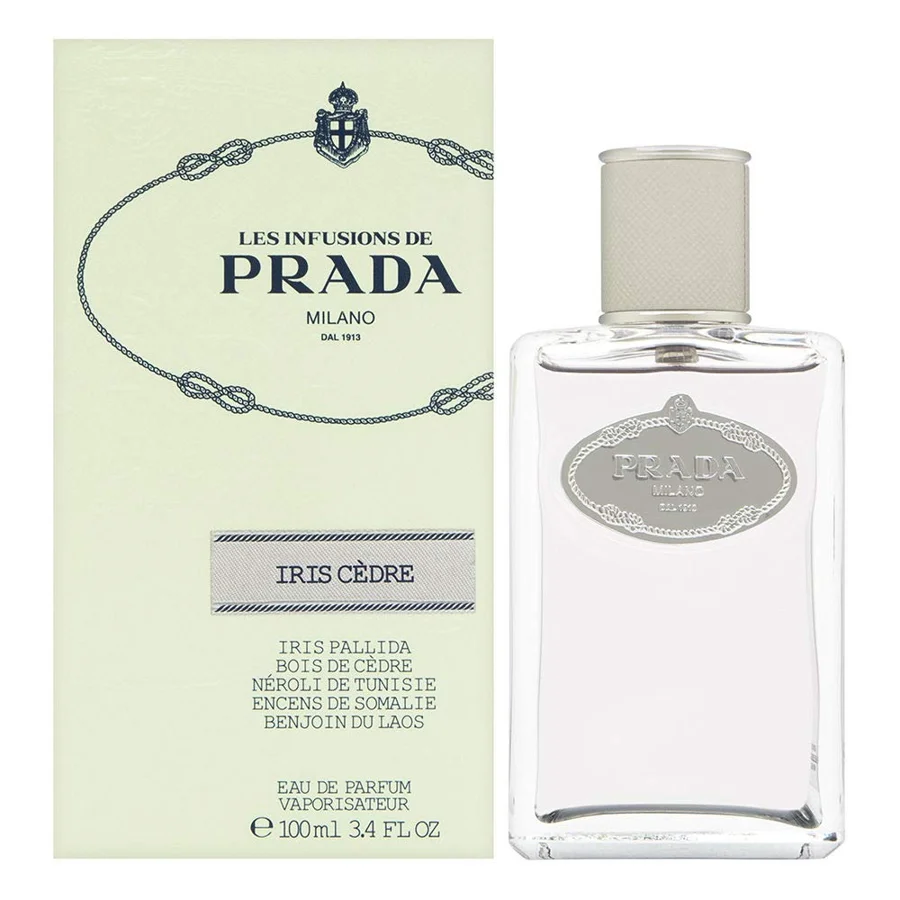 LES INFUSIONS DE
PRADA
MILANO
DAL 1913
IRIS CÈDRE
IRIS PALLIDA
BOIS DE CÈDRE
NÉROLI DE TUNISIE
ENCENS DE SOMALIE
BENJOIN DU LAOS
EAU DE PARFUM
VAPORISATEUR
℮ 100ml 3.4 FL OZ
PRADA
MILANO
DAL 1913